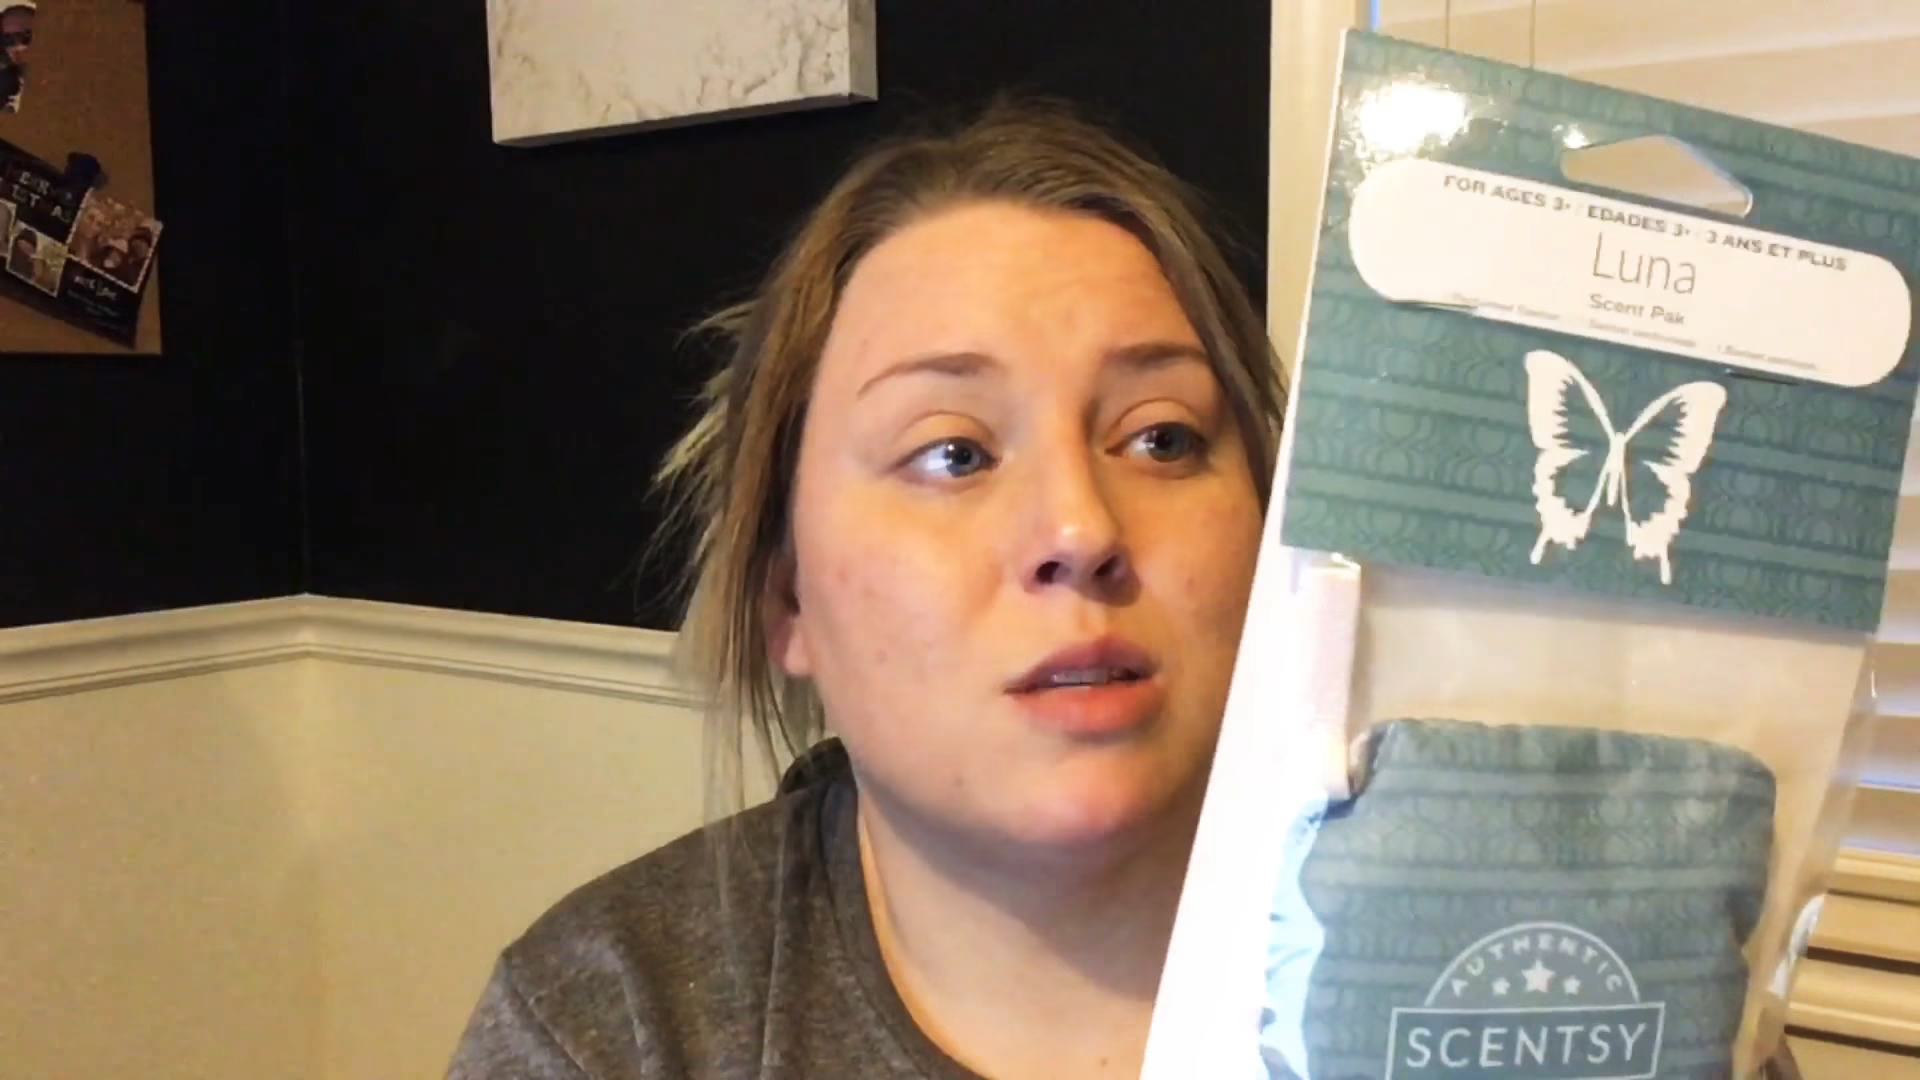 FOR AGES 3+ / EDADES 3+ / 3 ANS ET PLUS
Luna
Scent Pak
AUTHENTIC
SCENTSY